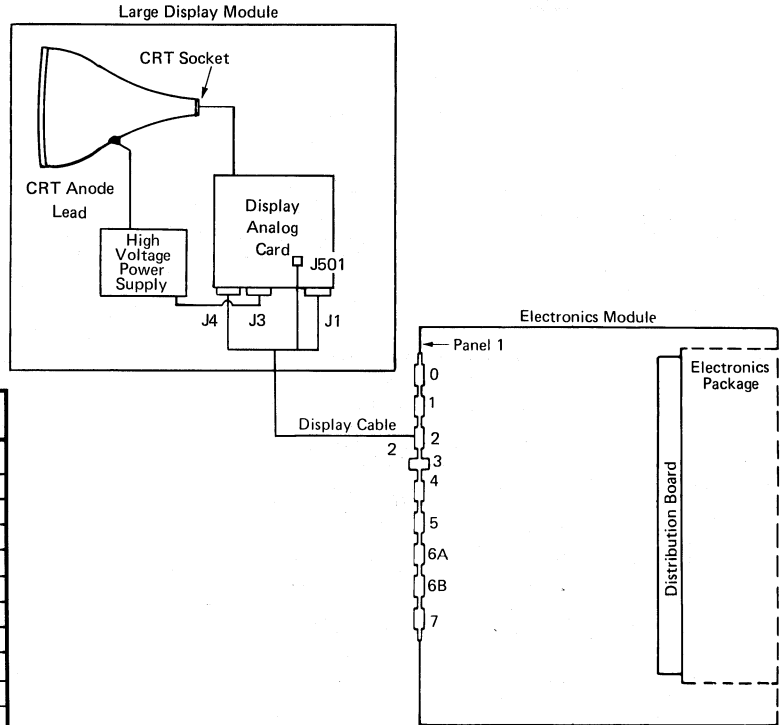 Large Display Module
CRT Socket
CRT Anode
Lead
Display
Analog
Card
J501
High
Voltage
Power
Supply
J4
J3
J1
Electronics Module
Panel 1
Electronics
Package
0
1
Display Cable
2
2
3
4
5
6A
6B
7
Distribution Board